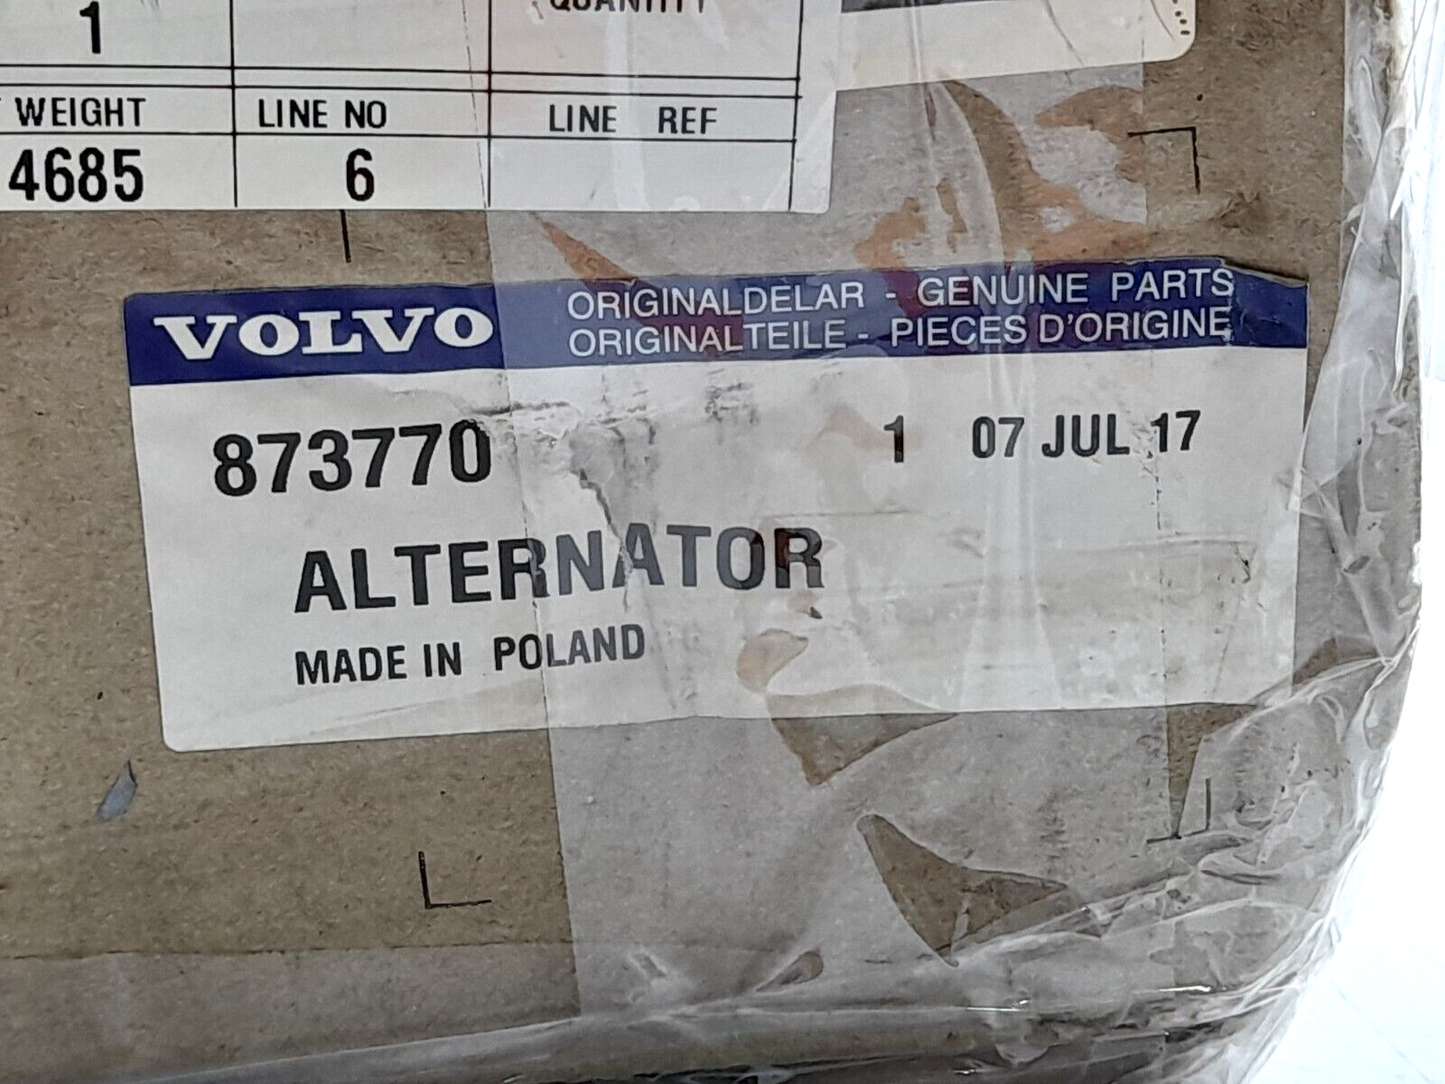 1
QUANTITY
WEIGHT LINE NO LINE REF
4685 6
VOLVO
ORIGINALDELAR - GENUINE PARTS
ORIGINALTEILE - PIECES D'ORIGINE
873770 1 07 JUL 17
ALTERNATOR
MADE IN POLAND